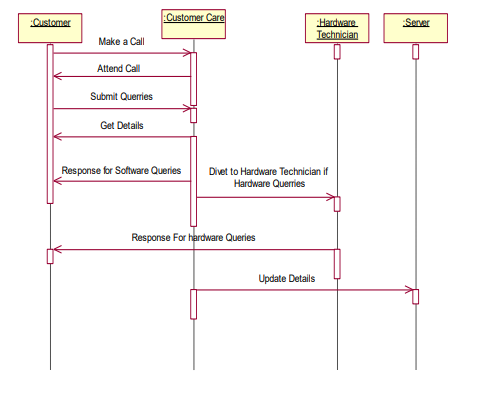 :Customer
:Customer Care
:Hardware
Technician
:Server
Make a Call
Attend Call
Submit Querries
Get Details
Response for Software Queries
Divet to Hardware Technician if
Hardware Querries
Response For hardware Queries
Update Details